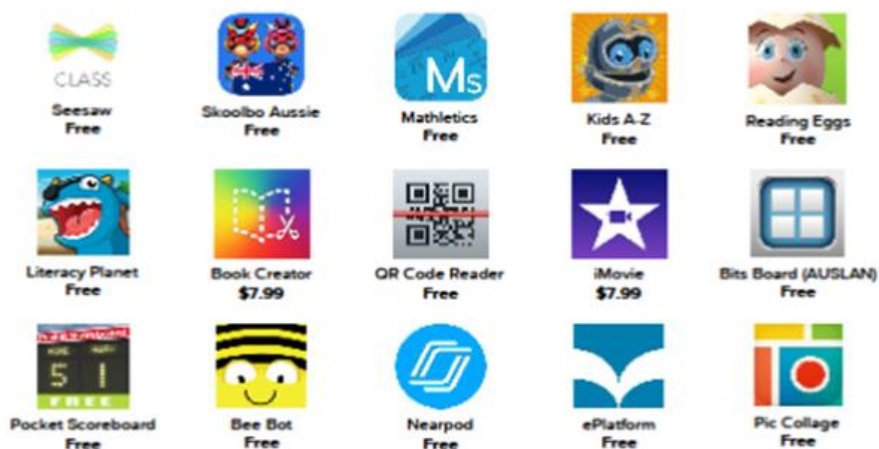 CLASS
Seesaw
Free
Skoolbo Aussie
Free
Ms
Mathletics
Free
Kids A-Z
Free
Reading Eggs
Free
Literacy Planet
Free
Book Creator
$7.99
QR Code Reader
Free
iMovie
$7.99
Bits Board (AUSLAN)
Free
5 1
FREE
Pocket Scoreboard
Free
Bee Bot
Free
Nearpod
Free
ePlatform
Free
Pic Collage
Free